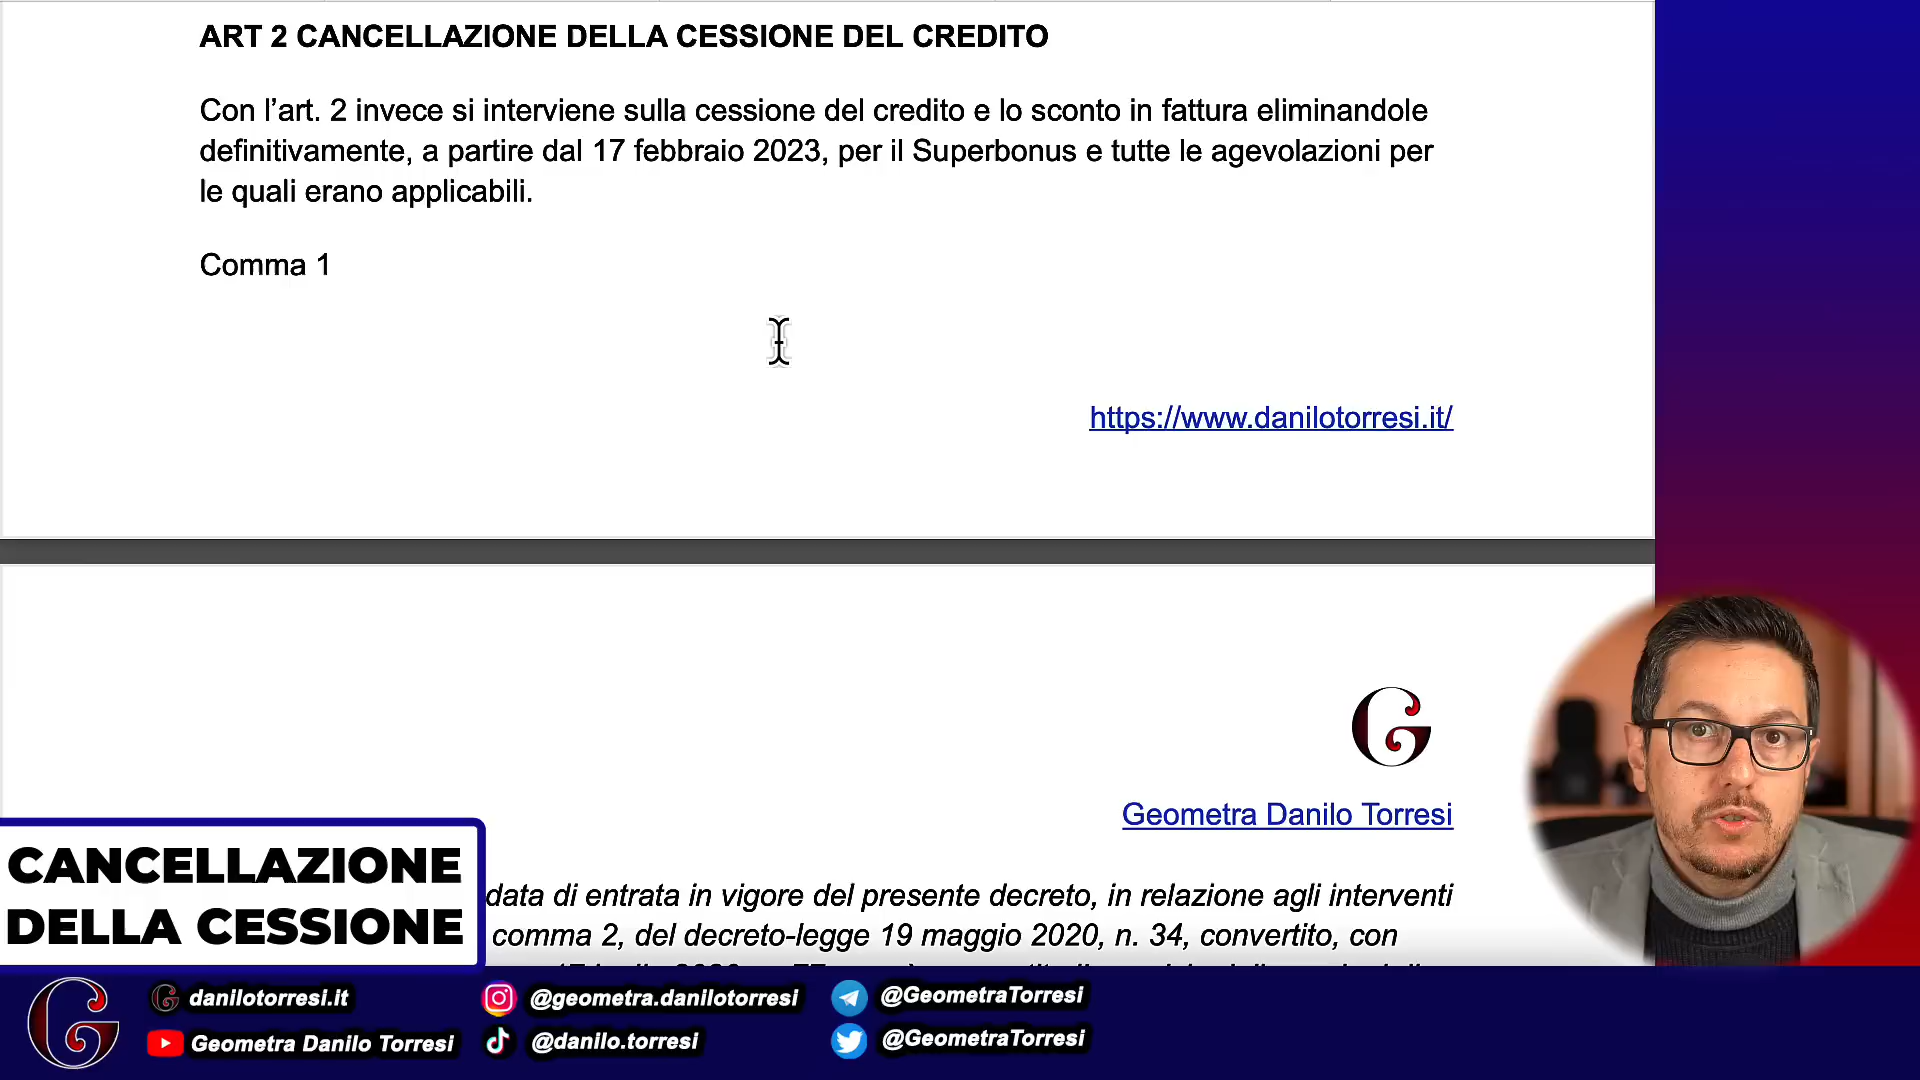 ART 2 CANCELLAZIONE DELLA CESSIONE DEL CREDITO
Con l’art. 2 invece si interviene sulla cessione del credito e lo sconto in fattura eliminandole
definitivamente, a partire dal 17 febbraio 2023, per il Superbonus e tutte le agevolazioni per
le quali erano applicabili.
Comma 1
https://www.danilotorresi.it/
Geometra Danilo Torresi
data di entrata in vigore del presente decreto, in relazione agli interventi
comma 2, del decreto-legge 19 maggio 2020, n. 34, convertito, con
CANCELLAZIONE
DELLA CESSIONE
danilotorresi.it
Geometra Danilo Torresi
@geometra.danilotorresi
@danilo.torresi
@GeometraTorresi
@GeometraTorresi